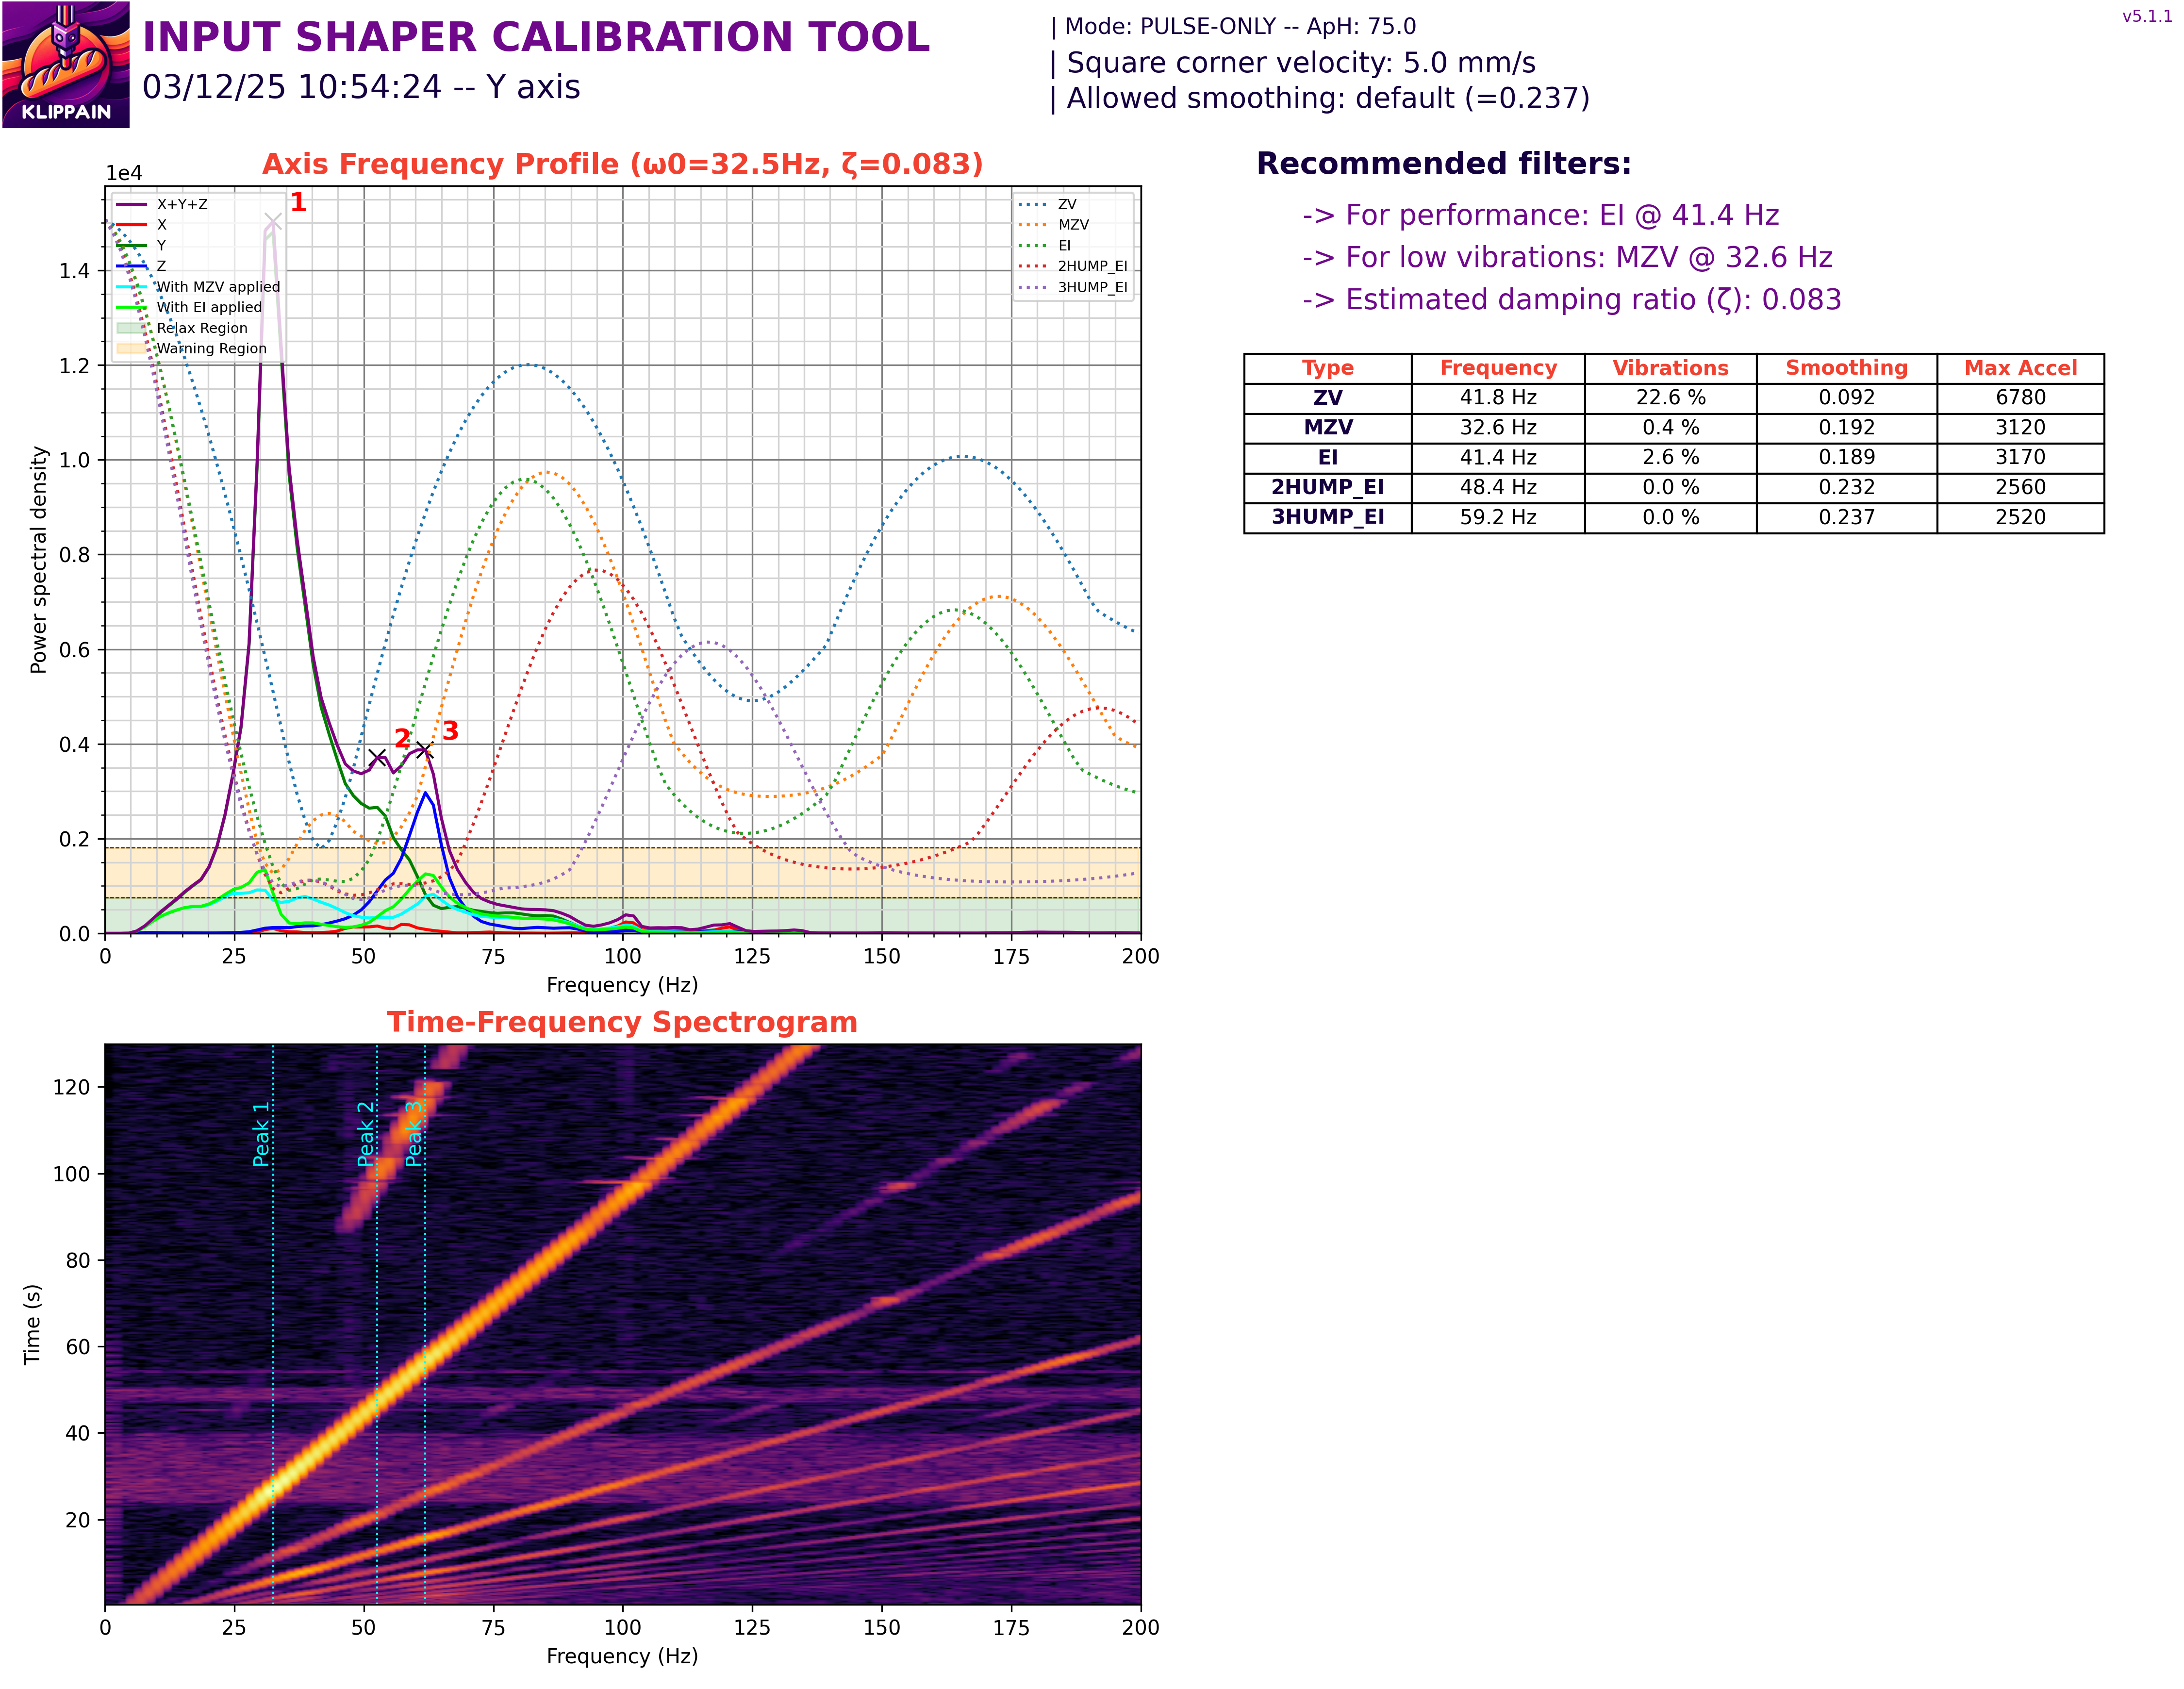 KLIPPAIN
INPUT SHAPER CALIBRATION TOOL
03/12/25 10:54:24 -- Y axis
| Mode: PULSE-ONLY -- ApH: 75.0
| Square corner velocity: 5.0 mm/s
| Allowed smoothing: default (=0.237)
v5.1.1
Axis Frequency Profile (ω0=32.5Hz, ζ=0.083)
1e4
X+Y+Z
X
Y
Z
With MZV applied
With EI applied
Relax Region
Warning Region
ZV
MZV
EI
2HUMP_EI
3HUMP_EI
1
2
3
Power spectral density
1.4
1.2
1.0
0.8
0.6
0.4
0.2
0.0
0 25 50 75 100 125 150 175 200
Frequency (Hz)
Recommended filters:
-> For performance: EI @ 41.4 Hz
-> For low vibrations: MZV @ 32.6 Hz
-> Estimated damping ratio (ζ): 0.083
Type Frequency Vibrations Smoothing Max Accel
ZV 41.8 Hz 22.6 % 0.092 6780
MZV 32.6 Hz 0.4 % 0.192 3120
EI 41.4 Hz 2.6 % 0.189 3170
2HUMP_EI 48.4 Hz 0.0 % 0.232 2560
3HUMP_EI 59.2 Hz 0.0 % 0.237 2520
Time-Frequency Spectrogram
Peak 1
Peak 2
Peak 3
Time (s)
120
100
80
60
40
20
0 25 50 75 100 125 150 175 200
Frequency (Hz)